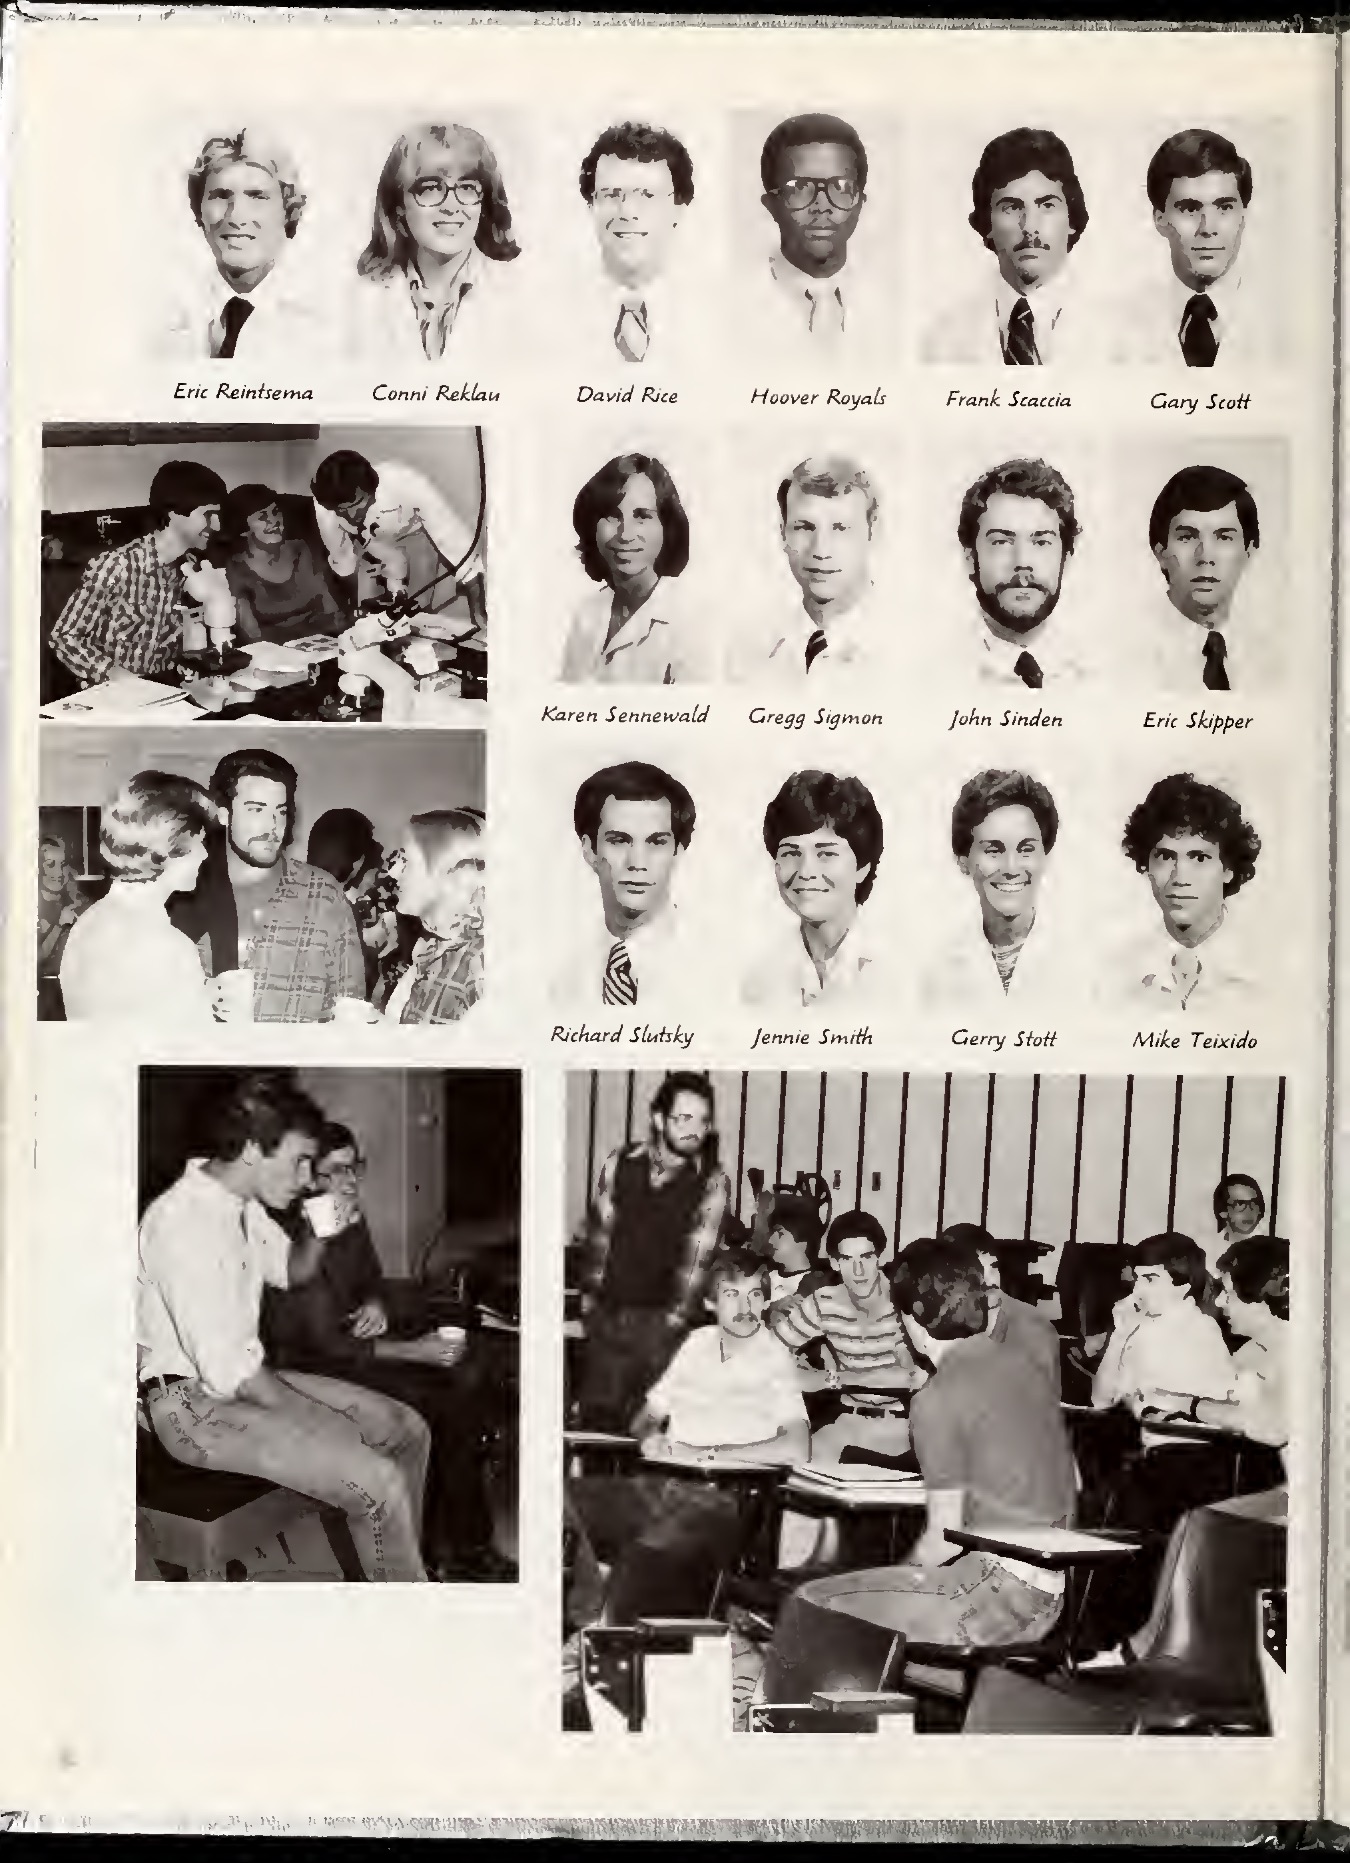 Eric Reintsema Conni Reklau David Rice Hoover Royals Frank Scaccia Gary Scott
Karen Sennewald Gregg Sigmon John Sinden Eric Skipper
Richard Slutsky Jennie Smith Gerry Stott Mike Teixido